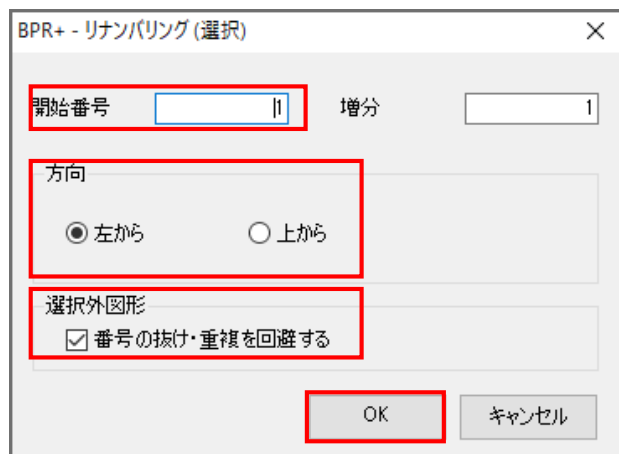 BPR+ - リナンバリング (選択)
開始番号 1 増分 1
方向
左から 上から
選択外図形
番号の抜け・重複を回避する
OK キャンセル